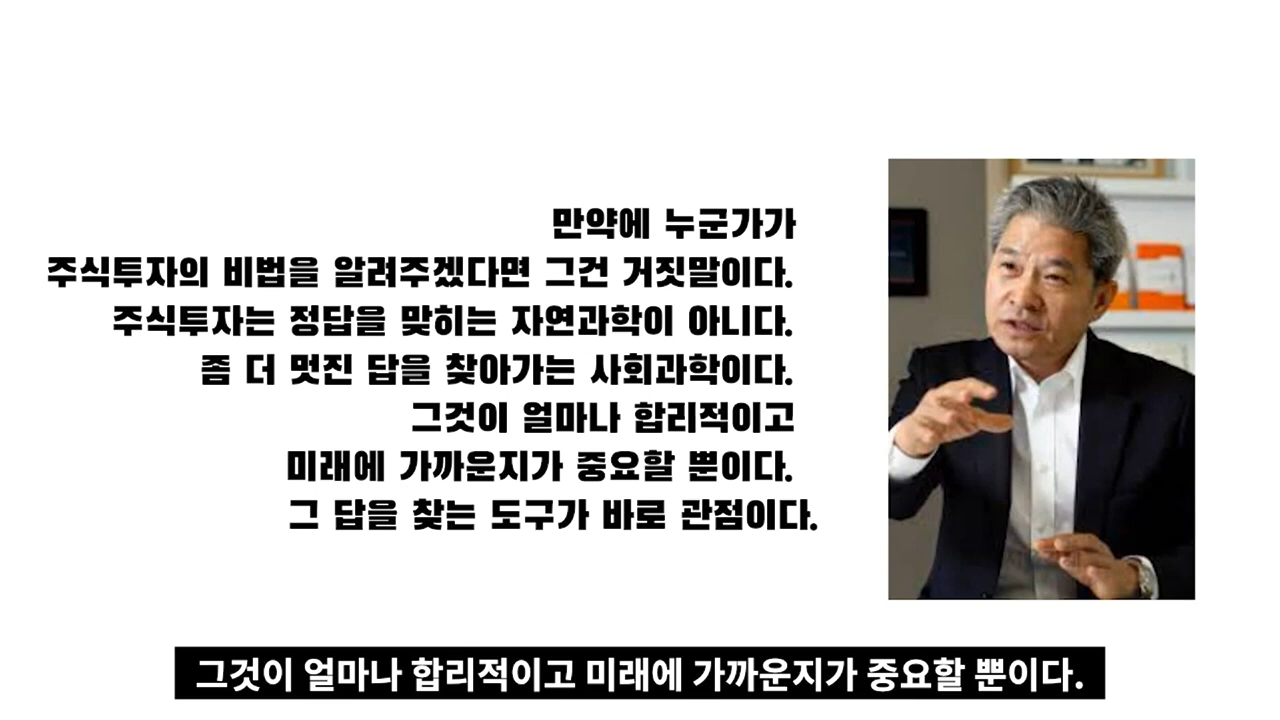 만약에 누군가가
주식투자의 비법을 알려주겠다면 그건 거짓말이다.
주식투자는 정답을 맞히는 자연과학이 아니다.
좀 더 멋진 답을 찾아가는 사회과학이다.
그것이 얼마나 합리적이고
미래에 가까운지가 중요할 뿐이다.
그 답을 찾는 도구가 바로 관점이다.
그것이 얼마나 합리적이고 미래에 가까운지가 중요할 뿐이다.